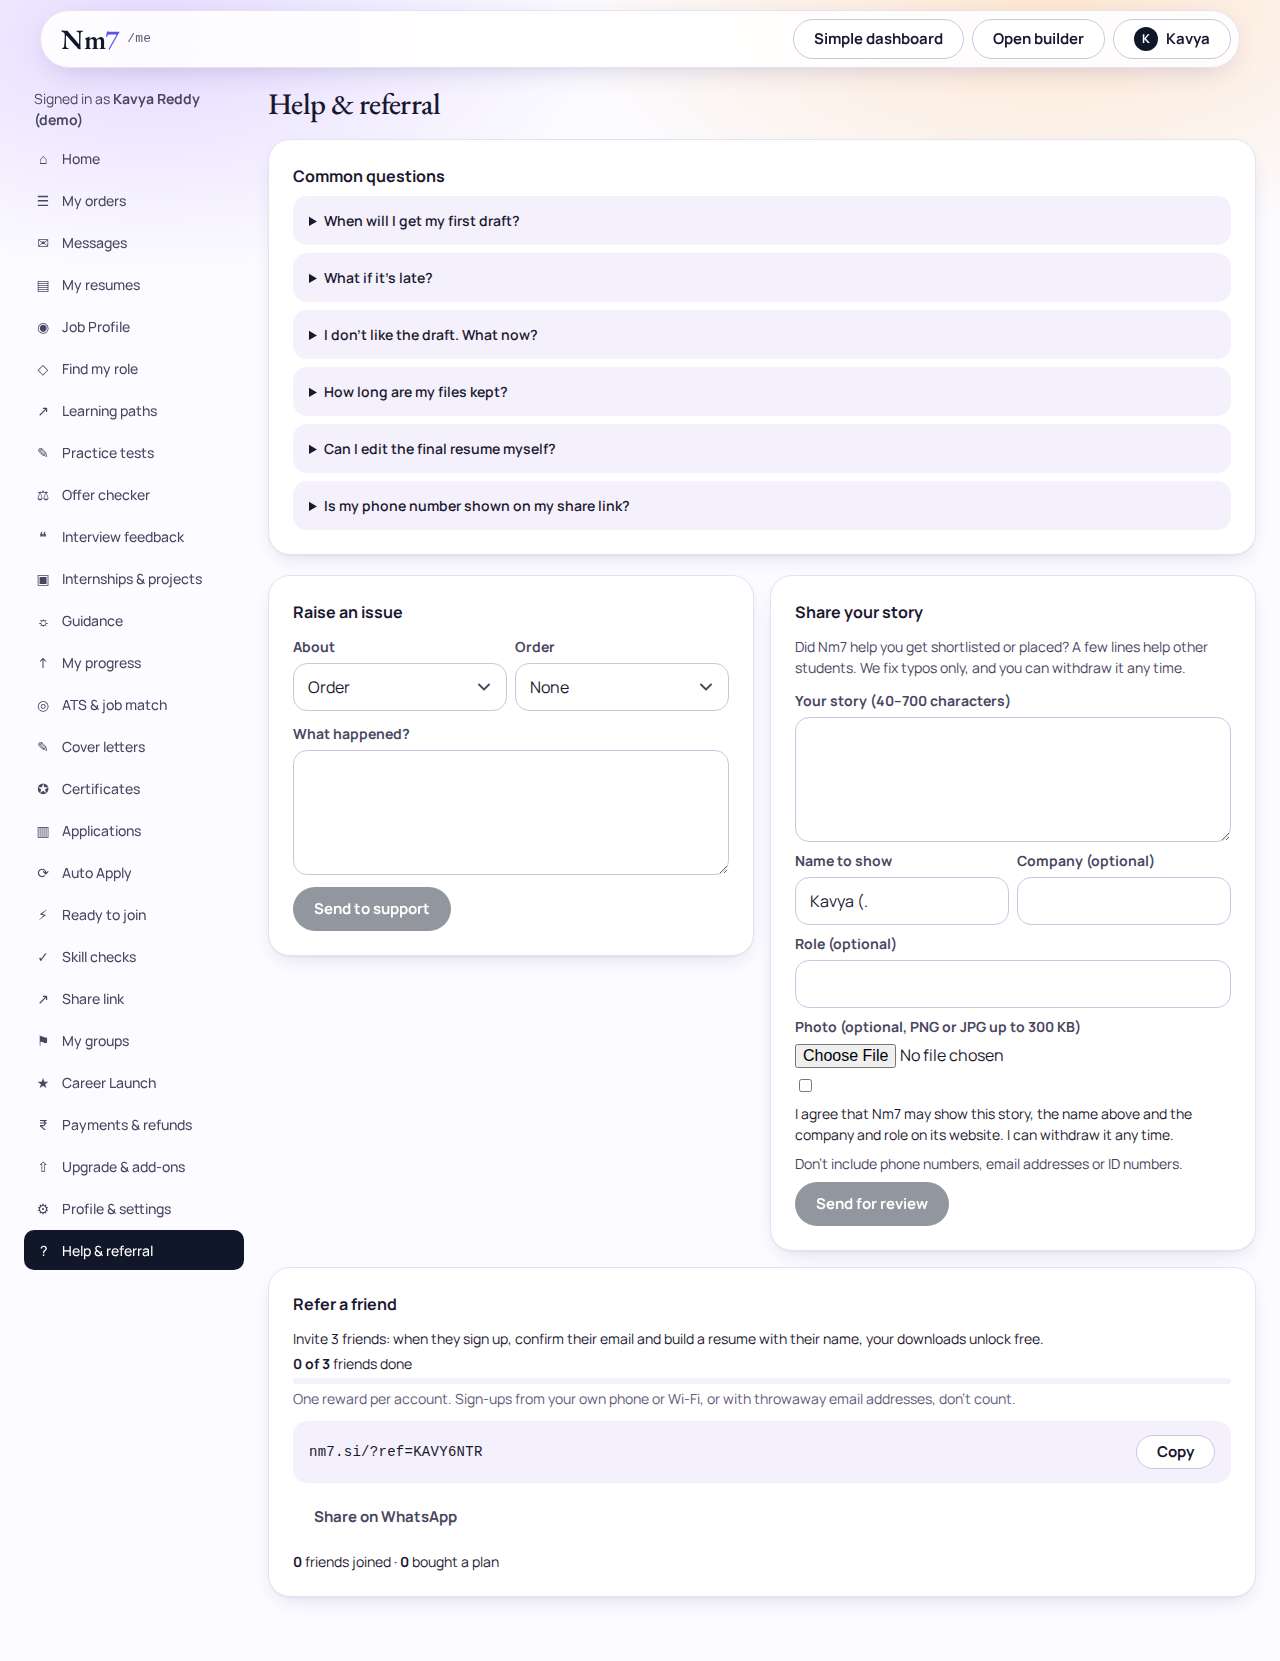 Nm7 /me
Simple dashboard
Open builder
K Kavya
Signed in as Kavya Reddy
(demo)
Home
My orders
Messages
My resumes
Job Profile
Find my role
Learning paths
Practice tests
Offer checker
Interview feedback
Internships & projects
Guidance
My progress
ATS & job match
Cover letters
Certificates
Applications
Auto Apply
Ready to join
Skill checks
Share link
My groups
Career Launch
₹ Payments & refunds
Upgrade & add-ons
Profile & settings
? Help & referral
Help & referral
Common questions
When will I get my first draft?
What if it's late?
I don't like the draft. What now?
How long are my files kept?
Can I edit the final resume myself?
Is my phone number shown on my share link?
Raise an issue
About
Order
Order
None
What happened?
Send to support
Share your story
Did Nm7 help you get shortlisted or placed? A few lines help other
students. We fix typos only, and you can withdraw it any time.
Your story (40–700 characters)
Name to show
Company (optional)
Kavya (.
Role (optional)
Photo (optional, PNG or JPG up to 300 KB)
Choose File No file chosen
I agree that Nm7 may show this story, the name above and the
company and role on its website. I can withdraw it any time.
Don't include phone numbers, email addresses or ID numbers.
Send for review
Refer a friend
Invite 3 friends: when they sign up, confirm their email and build a resume with their name, your downloads unlock free.
0 of 3 friends done
One reward per account. Sign-ups from your own phone or Wi-Fi, or with throwaway email addresses, don't count.
nm7.si/?ref=KAVY6NTR
Copy
Share on WhatsApp
0 friends joined · 0 bought a plan